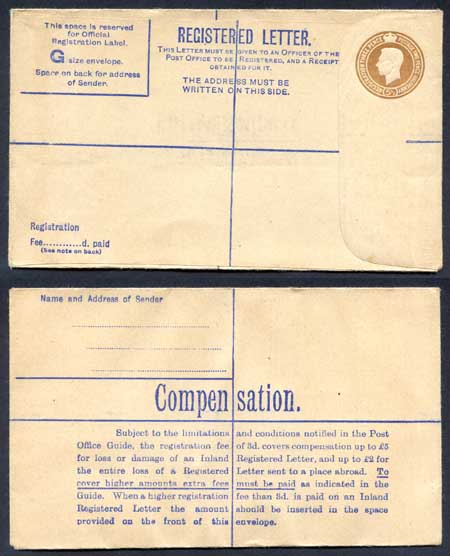 This space is reserved
for Official
Registration Label.
G size envelope.
Space on back for address
of Sender.
REGISTERED LETTER.
THIS LETTER MUST BE GIVEN TO AN OFFICER OF THE
POST OFFICE TO BE REGISTERED, AND A RECEIPT
OBTAINED FOR IT.
THE ADDRESS MUST BE
WRITTEN ON THIS SIDE.
Registration
Fee............d. paid
(See note on back)
Name and Address of Sender
Compensation.
Subject to the limitations and conditions notified in the Post
Office Guide, the registration fee of 3d. covers compensation up to £5
for loss or damage of an Inland Registered Letter, and up to £2 for
the entire loss of a Registered Letter sent to a place abroad. To
cover higher amounts extra fees must be paid as indicated in the
Guide. When a higher registration fee than 3d. is paid on an Inland
Registered Letter the amount should be inserted in the space
provided on the front of this envelope.